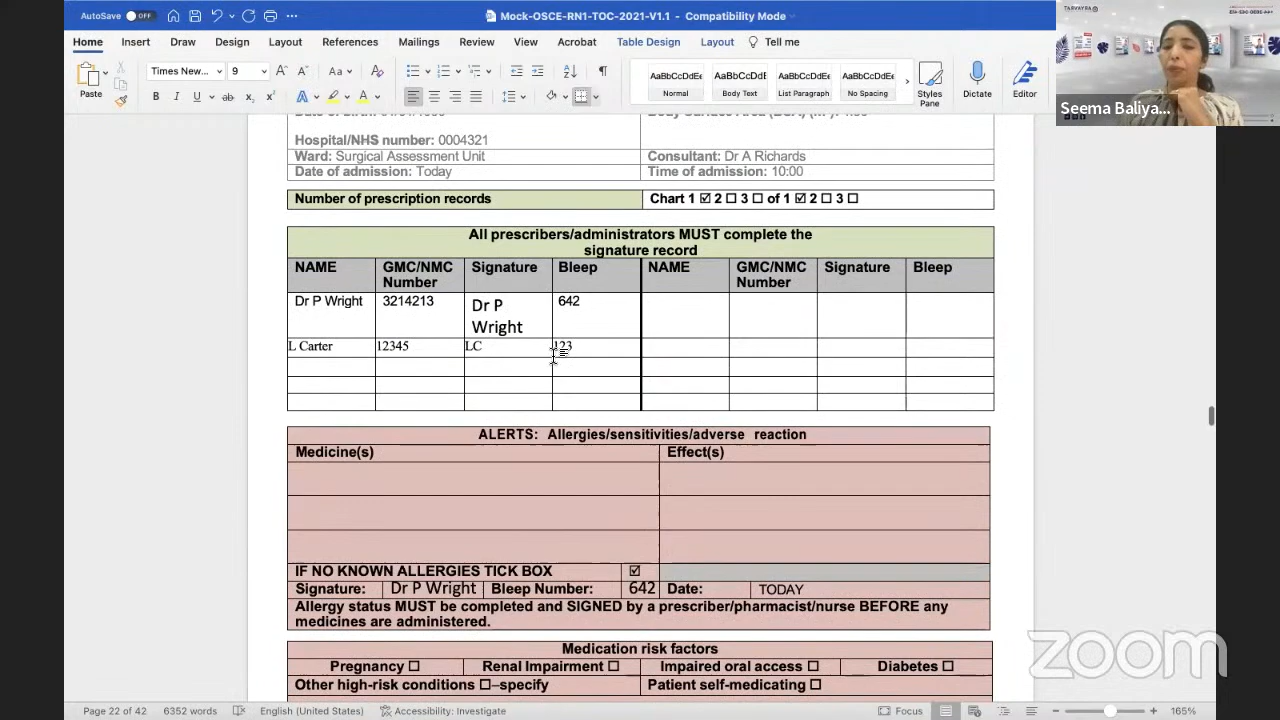 AutoSave OFF Mock-OSCE-RN1-TOC-2021-V1.1 - Compatibility Mode
Home Insert Draw Design Layout References Mailings Review View Acrobat Table Design Layout Tell me
Paste Times New... 9 Aa
B I U ab x2 x2 A A
AaBbCcDdEe AaBbCcDdE AaBbCcDdEe AaBbCcDdEe
Normal Body Text List Paragraph No Spacing
Styles Pane Dictate Editor
Seema Baliya...
Hospital/NHS number: 0004321
Ward: Surgical Assessment Unit Consultant: Dr A Richards
Date of admission: Today Time of admission: 10:00
Number of prescription records Chart 1 ☑ 2 ☐ 3 ☐ of 1 ☑ 2 ☐ 3 ☐
All prescribers/administrators MUST complete the
signature record
NAME GMC/NMC Number Signature Bleep NAME GMC/NMC Number Signature Bleep
Dr P Wright 3214213 Dr P Wright 642
L Carter 12345 LC 123
ALERTS: Allergies/sensitivities/adverse reaction
Medicine(s) Effect(s)
IF NO KNOWN ALLERGIES TICK BOX ☑
Signature: Dr P Wright Bleep Number: 642 Date: TODAY
Allergy status MUST be completed and SIGNED by a prescriber/pharmacist/nurse BEFORE any
medicines are administered.
Medication risk factors
Pregnancy ☐ Renal Impairment ☐ Impaired oral access ☐ Diabetes ☐
Other high-risk conditions ☐–specify Patient self-medicating ☐
zoom
Page 22 of 42 6352 words English (United States) Accessibility: Investigate Focus 165%